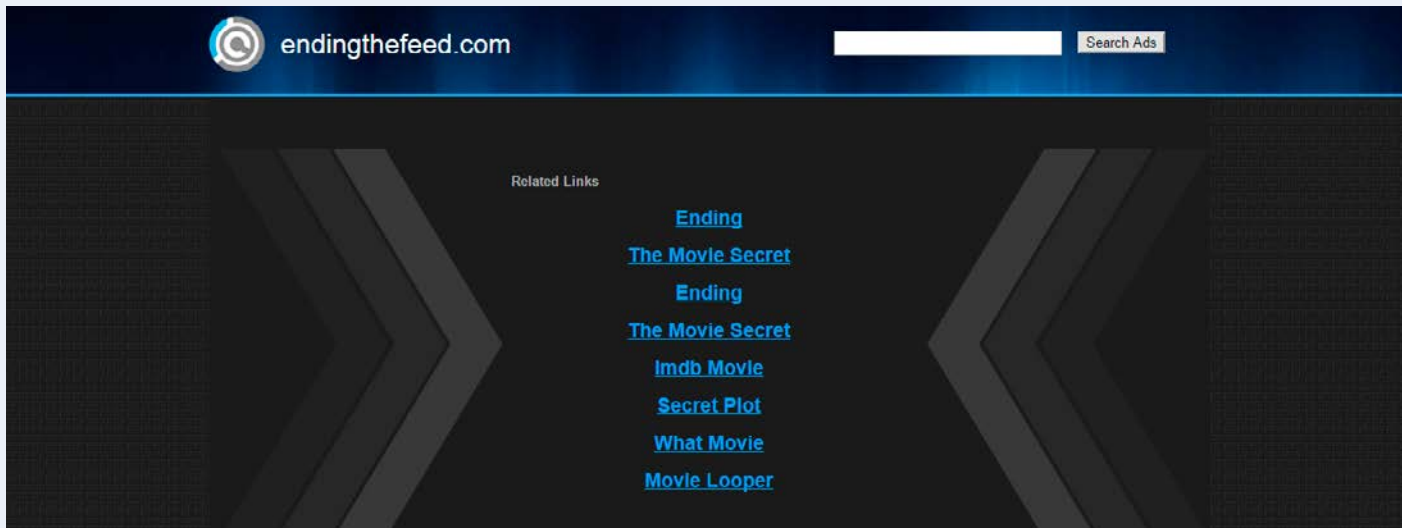 endingthefeed.com
Search Ads
Related Links
Ending
The Movie Secret
Ending
The Movie Secret
Imdb Movie
Secret Plot
What Movie
Movie Looper